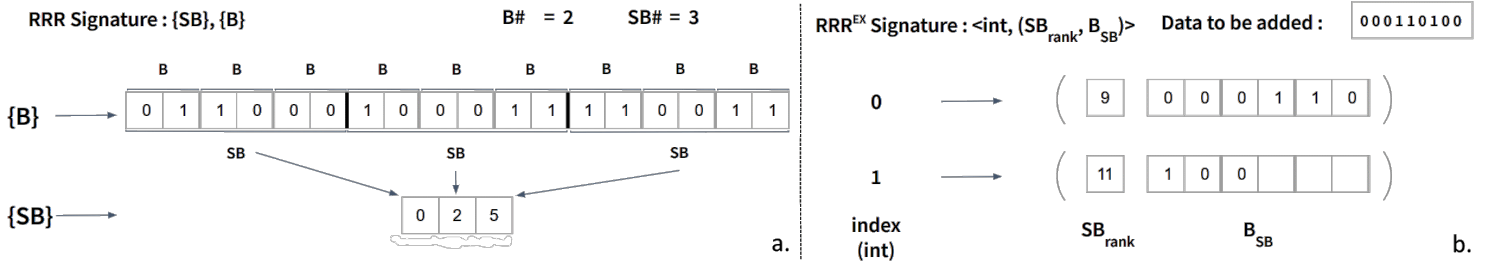 RRR Signature : {SB}, {B} B# = 2 SB# = 3
B B B B B B B B B
{B} 0 1 1 0 0 0 1 0 0 0 1 1 1 1 0 0 1 1
SB SB SB
{SB} 0 2 5
a.
RRR^EX Signature : <int, (SB_rank, B_SB)> Data to be added : 000110100
0 ( 9 0 0 0 1 1 0 )
1 ( 11 1 0 0 )
index SB_rank B_SB
(int)
b.